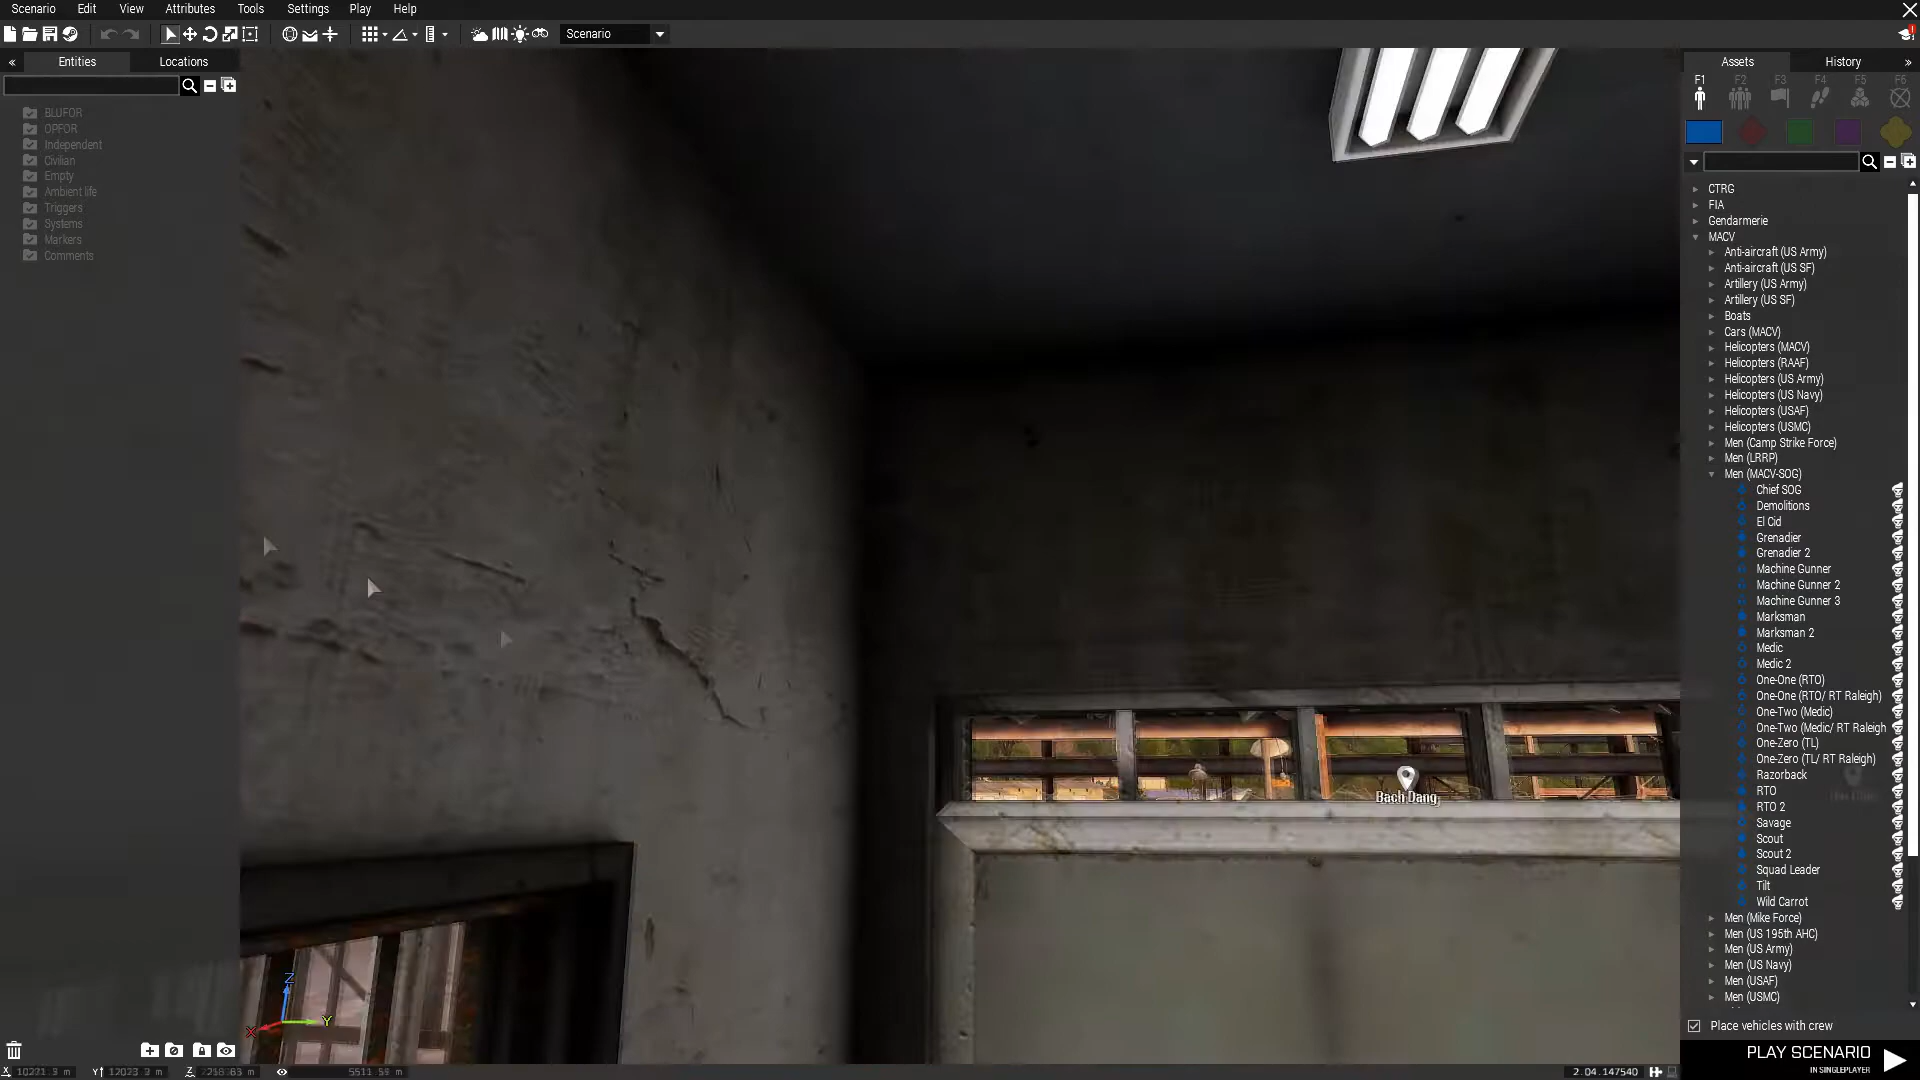 Scenario Edit View Attributes Tools Settings Play Help
Scenario
« Entities Locations
BLUFOR
OPFOR
Independent
Civilian
Empty
Ambient life
Triggers
Systems
Markers
Comments
Bach Dang
Z
X Y
Assets History »
F1 F2 F3 F4 F5 F6
CTRG
FIA
Gendarmerie
MACV
Anti-aircraft (US Army)
Anti-aircraft (US SF)
Artillery (US Army)
Artillery (US SF)
Boats
Cars (MACV)
Helicopters (MACV)
Helicopters (RAAF)
Helicopters (US Army)
Helicopters (US Navy)
Helicopters (USAF)
Helicopters (USMC)
Men (Camp Strike Force)
Men (LRRP)
Men (MACV-SOG)
Chief SOG
Demolitions
El Cid
Grenadier
Grenadier 2
Machine Gunner
Machine Gunner 2
Machine Gunner 3
Marksman
Marksman 2
Medic
Medic 2
One-One (RTO)
One-One (RTO/ RT Raleigh)
One-Two (Medic)
One-Two (Medic/ RT Raleigh
One-Zero (TL)
One-Zero (TL/ RT Raleigh)
Razorback
RTO
RTO 2
Savage
Scout
Scout 2
Squad Leader
Tilt
Wild Carrot
Men (Mike Force)
Men (US 195th AHC)
Men (US Army)
Men (US Navy)
Men (USAF)
Men (USMC)
Place vehicles with crew
PLAY SCENARIO
IN SINGLEPLAYER
X Y Z 2.04.147540